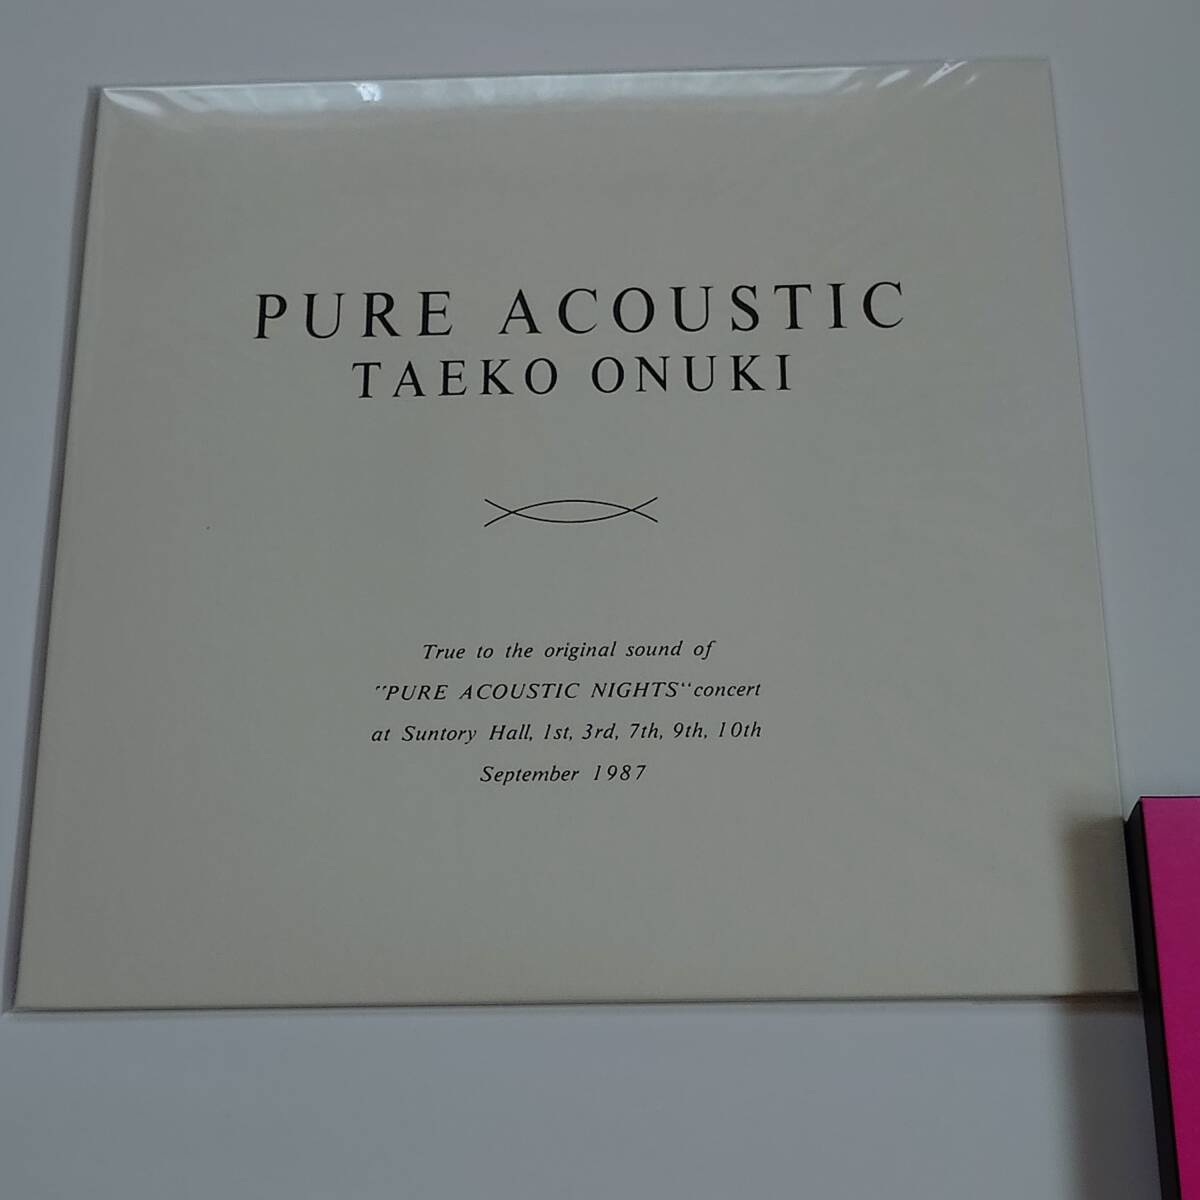 PURE ACOUSTIC
TAEKO ONUKI
True to the original sound of
"PURE ACOUSTIC NIGHTS“concert
at Suntory Hall, 1st, 3rd, 7th, 9th, 10th
September 1987